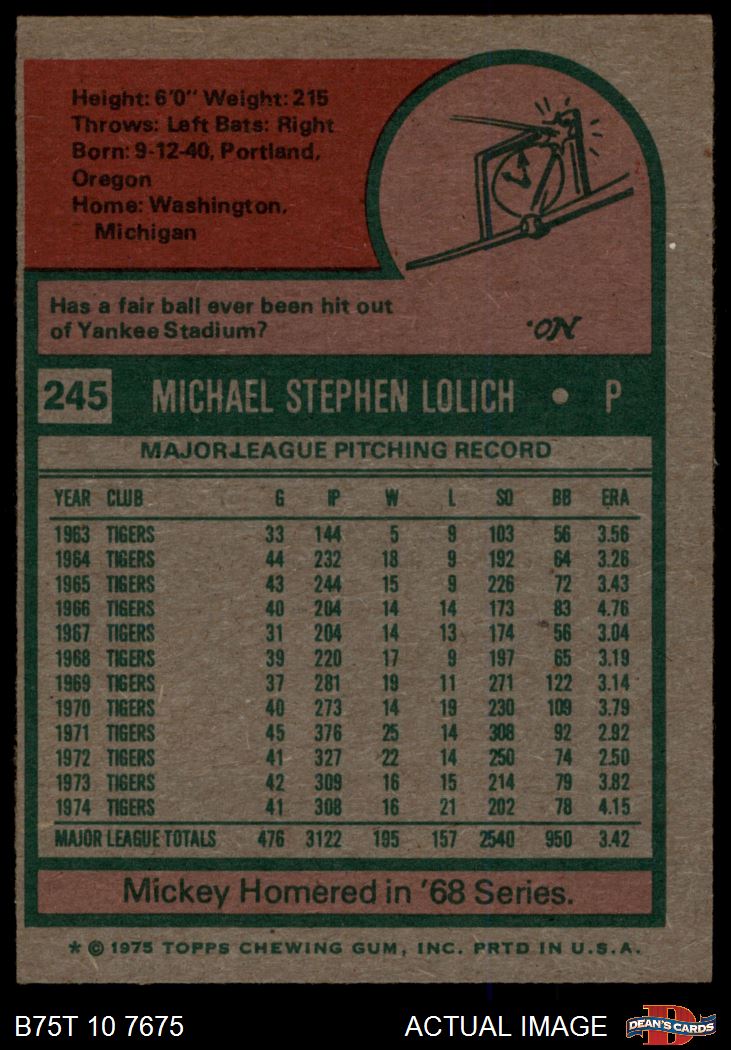 Height: 6'0" Weight: 215
Throws: Left Bats: Right
Born: 9-12-40, Portland,
Oregon
Home: Washington,
Michigan
Has a fair ball ever been hit out
of Yankee Stadium?
No.
245 MICHAEL STEPHEN LOLICH • P
MAJOR LEAGUE PITCHING RECORD
YEAR CLUB G IP W L SO BB ERA
1963 TIGERS 33 144 5 9 103 56 3.56
1964 TIGERS 44 232 18 9 192 64 3.26
1965 TIGERS 43 244 15 9 226 72 3.43
1966 TIGERS 40 204 14 14 173 83 4.76
1967 TIGERS 31 204 14 13 174 56 3.04
1968 TIGERS 39 220 17 9 197 65 3.19
1969 TIGERS 37 281 19 11 271 122 3.14
1970 TIGERS 40 273 14 19 230 109 3.79
1971 TIGERS 45 376 25 14 308 92 2.92
1972 TIGERS 41 327 22 14 250 74 2.50
1973 TIGERS 42 309 16 15 214 79 3.82
1974 TIGERS 41 308 16 21 202 78 4.15
MAJOR LEAGUE TOTALS 476 3122 195 157 2540 950 3.42
Mickey Homered in '68 Series.
* © 1975 TOPPS CHEWING GUM, INC. PRTD IN U.S.A.
B75T 10 7675 ACTUAL IMAGE DEAN'S CARDS